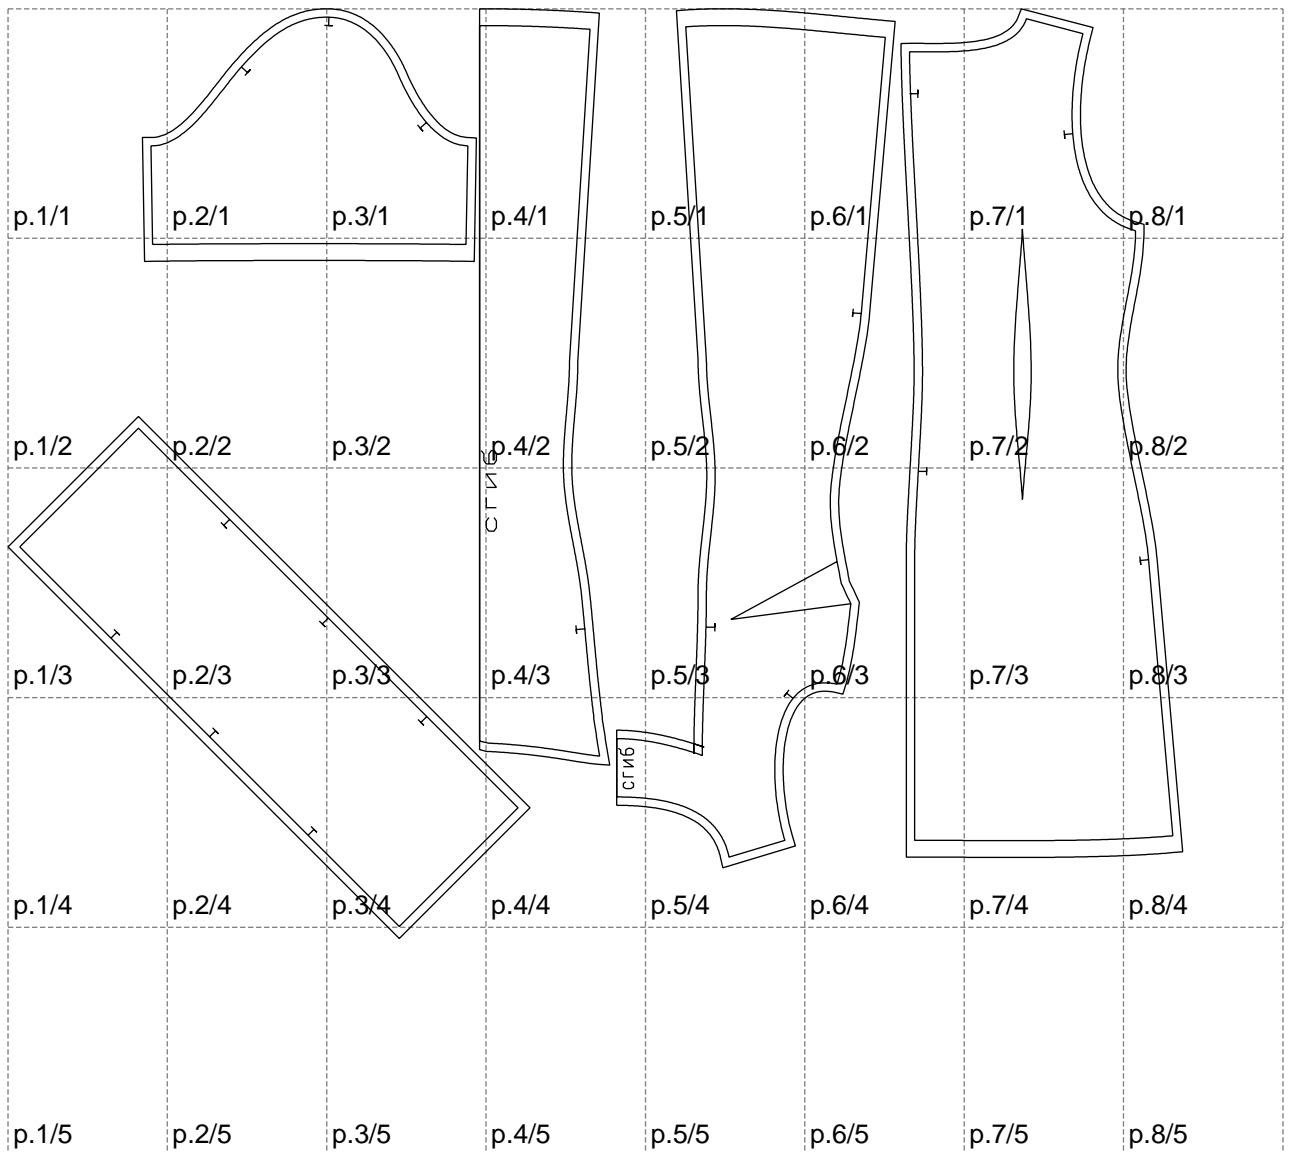 p.1/1 p.2/1 p.3/1 p.4/1 p.5/1 p.6/1 p.7/1 p.8/1
p.1/2 p.2/2 p.3/2 p.4/2 p.5/2 p.6/2 p.7/2 p.8/2
сгиб
p.1/3 p.2/3 p.3/3 p.4/3 p.5/3 p.6/3 p.7/3 p.8/3
сгиб
p.1/4 p.2/4 p.3/4 p.4/4 p.5/4 p.6/4 p.7/4 p.8/4
p.1/5 p.2/5 p.3/5 p.4/5 p.5/5 p.6/5 p.7/5 p.8/5